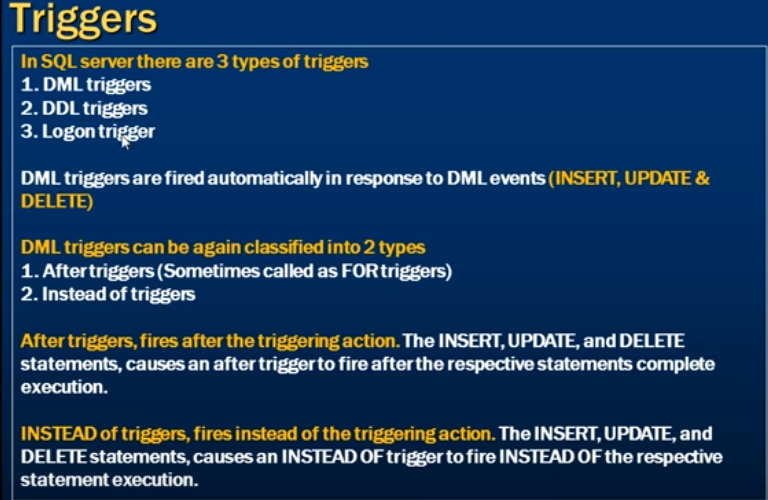 Triggers
In SQL server there are 3 types of triggers
1. DML triggers
2. DDL triggers
3. Logon trigger
DML triggers are fired automatically in response to DML events (INSERT, UPDATE &
DELETE)
DML triggers can be again classified into 2 types
1. After triggers (Sometimes called as FOR triggers)
2. Instead of triggers
After triggers, fires after the triggering action. The INSERT, UPDATE, and DELETE
statements, causes an after trigger to fire after the respective statements complete
execution.
INSTEAD of triggers, fires instead of the triggering action. The INSERT, UPDATE, and
DELETE statements, causes an INSTEAD OF trigger to fire INSTEAD OF the respective
statement execution.